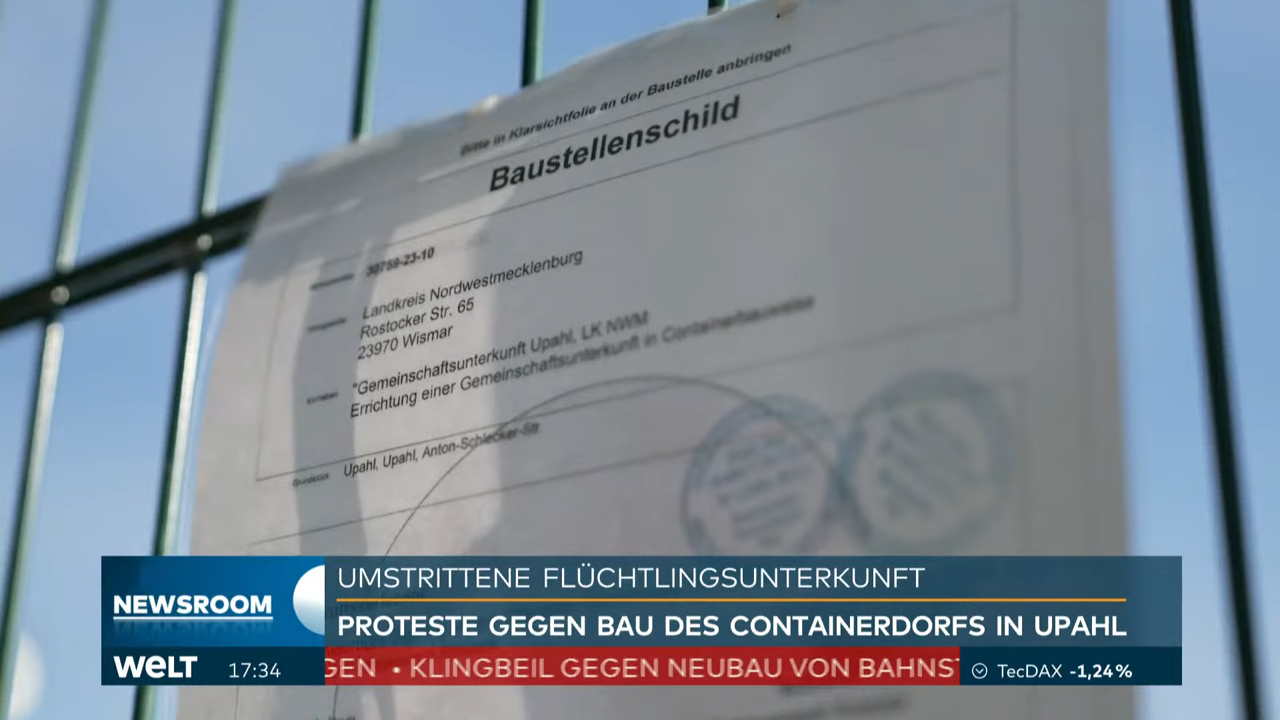 Bitte in Klarsichtfolie an der Baustelle anbringen
Baustellenschild
30759-23-10
Landkreis Nordwestmecklenburg
Rostocker Str. 65
23970 Wismar
"Gemeinschaftsunterkunft Upahl, LK NWM
Errichtung einer Gemeinschaftsunterkunft in Containerbauweise
Grundstück
Upahl, Upahl, Anton-Schlecker-Str
UMSTRITTENE FLÜCHTLINGSUNTERKUNFT
NEWSROOM
PROTESTE GEGEN BAU DES CONTAINERDORFS IN UPAHL
welt 17:34
GEN • KLINGBEIL GEGEN NEUBAU VON BAHNST
TecDAX -1,24%